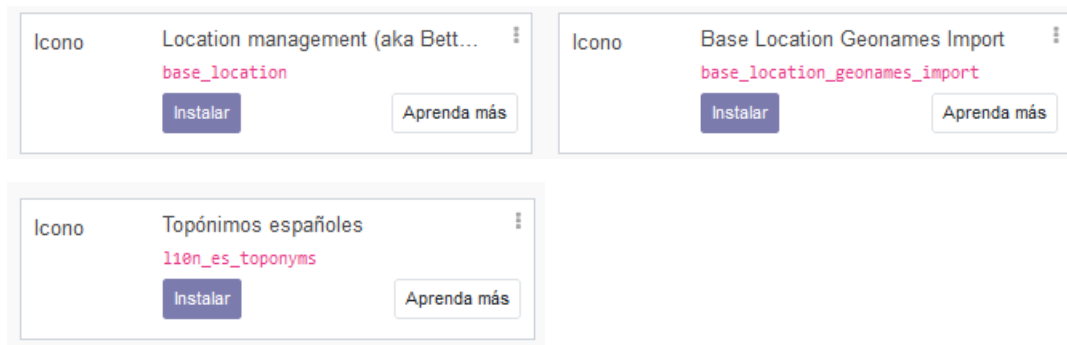 Icono
Location management (aka Bett...
base_location
Instalar
Aprenda más
Icono
Base Location Geonames Import
base_location_geonames_import
Instalar
Aprenda más
Icono
Topónimos españoles
l10n_es_toponyms
Instalar
Aprenda más